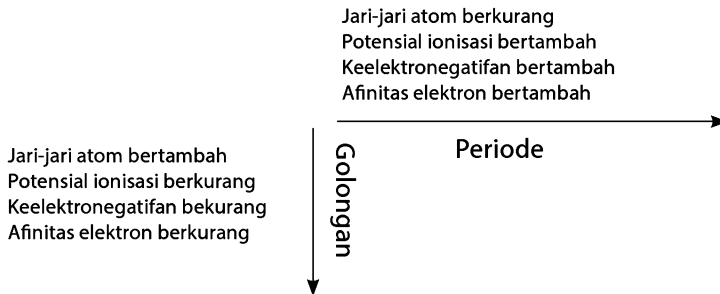 Jari-jari atom berkurang
Potensial ionisasi bertambah
Keelektronegatifan bertambah
Afinitas elektron bertambah
Periode
Golongan
Jari-jari atom bertambah
Potensial ionisasi berkurang
Keelektronegatifan bekurang
Afinitas elektron berkurang